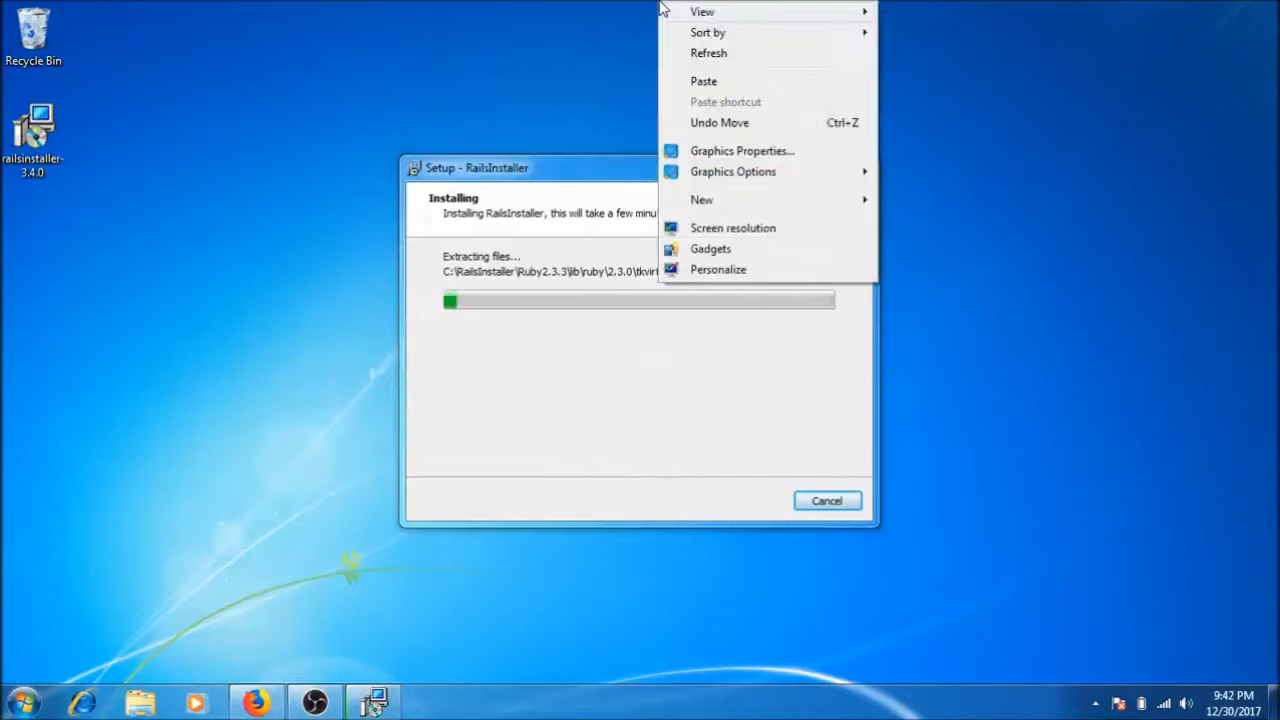 Recycle Bin
railsinstaller-
3.4.0
View
Sort by
Refresh
Paste
Paste shortcut
Undo Move Ctrl+Z
Graphics Properties...
Graphics Options
New
Screen resolution
Gadgets
Personalize
Setup - RailsInstaller
Installing
Installing RailsInstaller, this will take a few minu
Extracting files...
C:\RailsInstaller\Ruby2.3.3\lib\ruby\2.3.0\tkvirt
Cancel
9:42 PM
12/30/2017